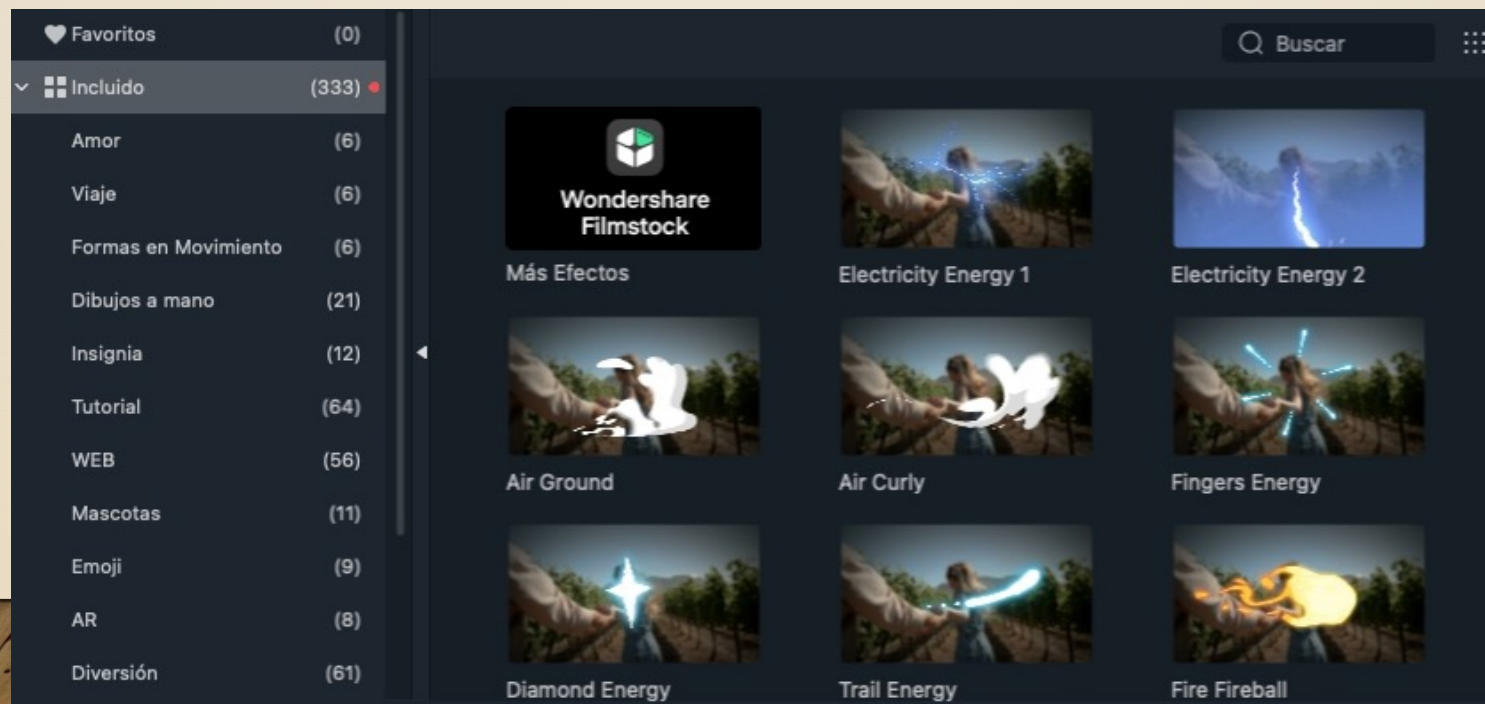 Favoritos (0)
Incluido (333)
Amor (6)
Viaje (6)
Formas en Movimiento (6)
Dibujos a mano (21)
Insignia (12)
Tutorial (64)
WEB (56)
Mascotas (11)
Emoji (9)
AR (8)
Diversión (61)
Buscar
Wondershare
Filmstock
Más Efectos
Electricity Energy 1
Electricity Energy 2
Air Ground
Air Curly
Fingers Energy
Diamond Energy
Trail Energy
Fire Fireball